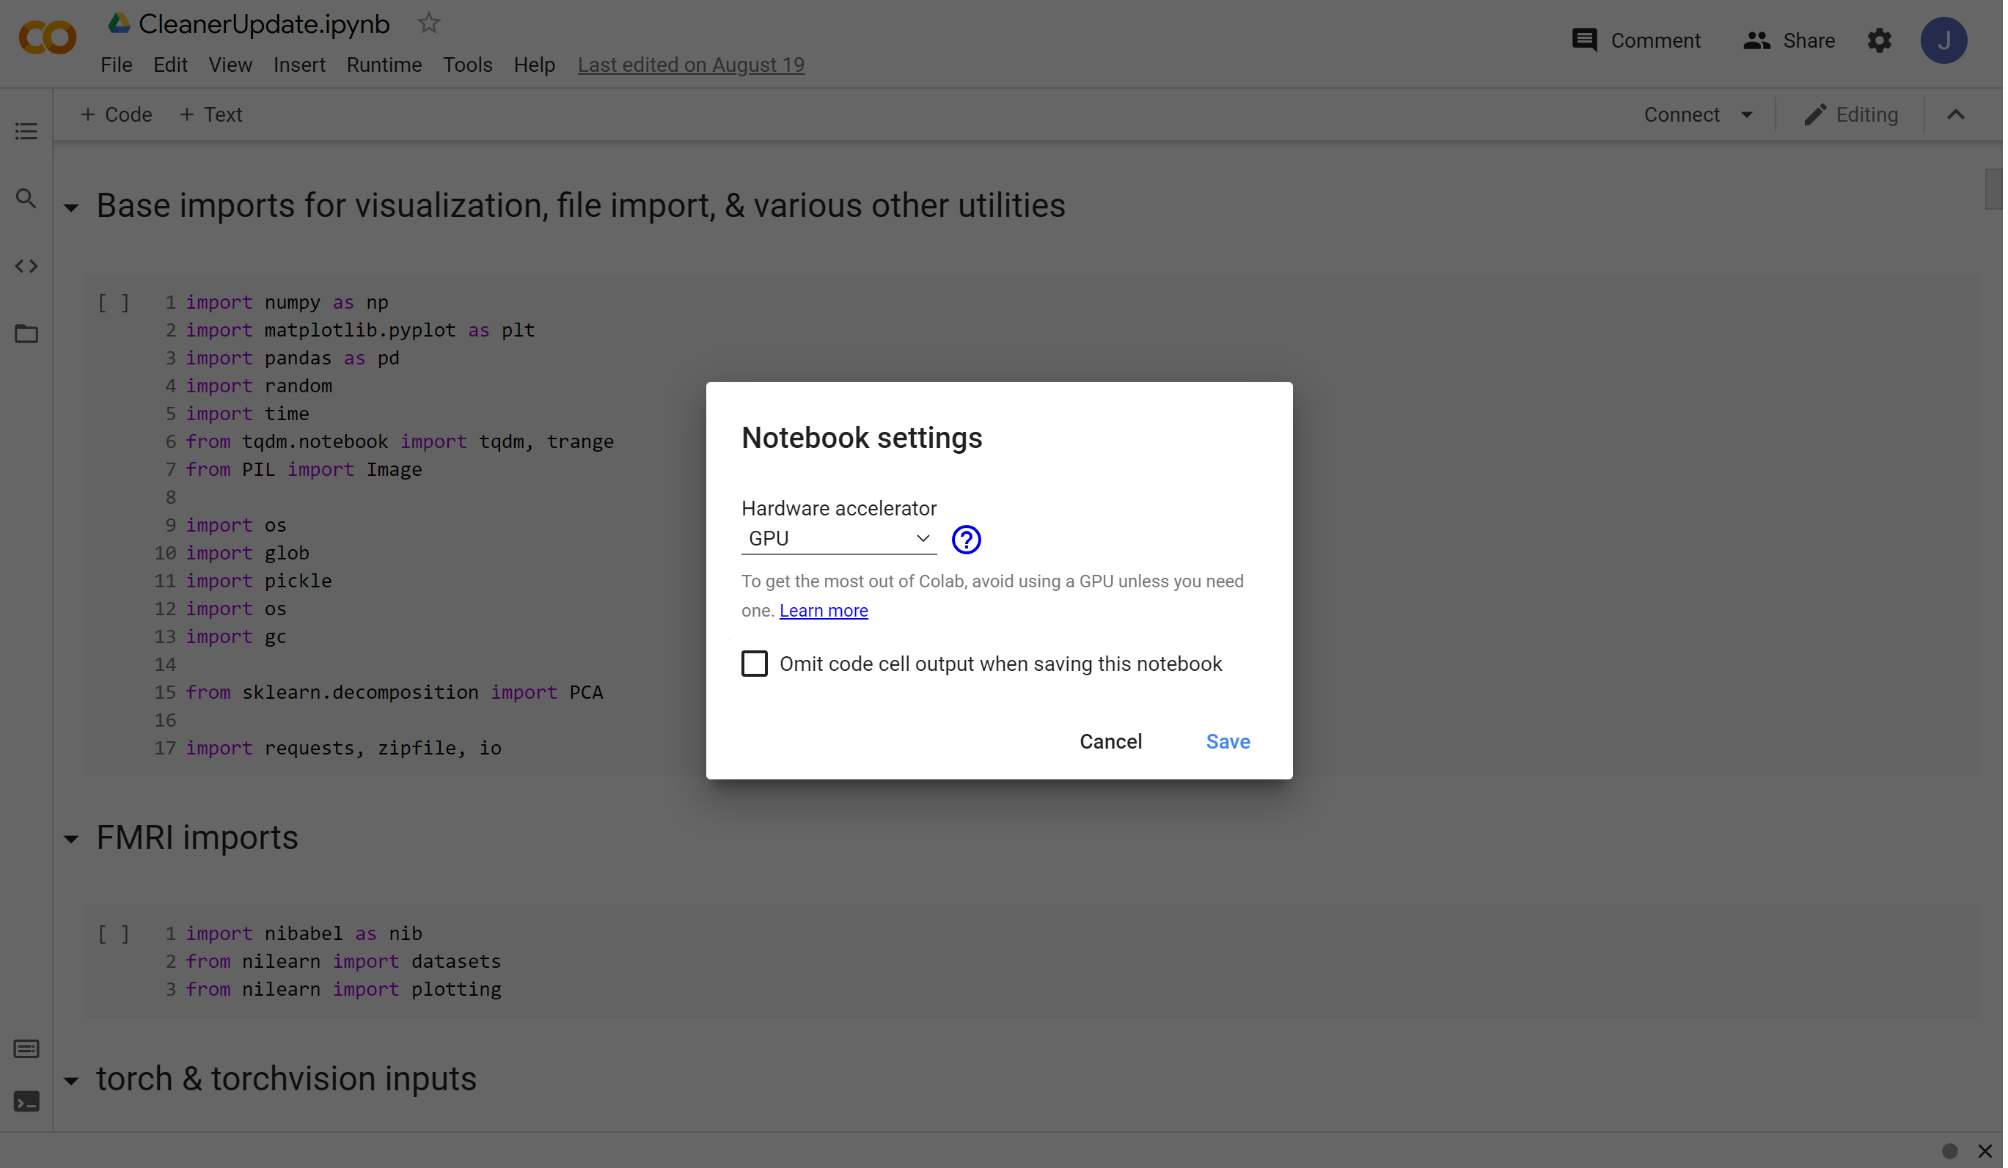 CleanerUpdate.ipynb
File Edit View Insert Runtime Tools Help Last edited on August 19
Comment Share J
+ Code + Text
Connect Editing
Base imports for visualization, file import, & various other utilities
[ ] 1 import numpy as np
2 import matplotlib.pyplot as plt
3 import pandas as pd
4 import random
5 import time
6 from tqdm.notebook import tqdm, trange
7 from PIL import Image
8
9 import os
10 import glob
11 import pickle
12 import os
13 import gc
14
15 from sklearn.decomposition import PCA
16
17 import requests, zipfile, io
Notebook settings
Hardware accelerator
GPU ?
To get the most out of Colab, avoid using a GPU unless you need
one. Learn more
Omit code cell output when saving this notebook
Cancel Save
FMRI imports
[ ] 1 import nibabel as nib
2 from nilearn import datasets
3 from nilearn import plotting
torch & torchvision inputs